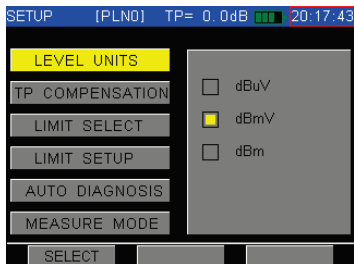 SETUP [PLN0] TP= 0.0dB 20:17:43
LEVEL UNITS
TP COMPENSATION
LIMIT SELECT
LIMIT SETUP
AUTO DIAGNOSIS
MEASURE MODE
dBuV
dBmV
dBm
SELECT